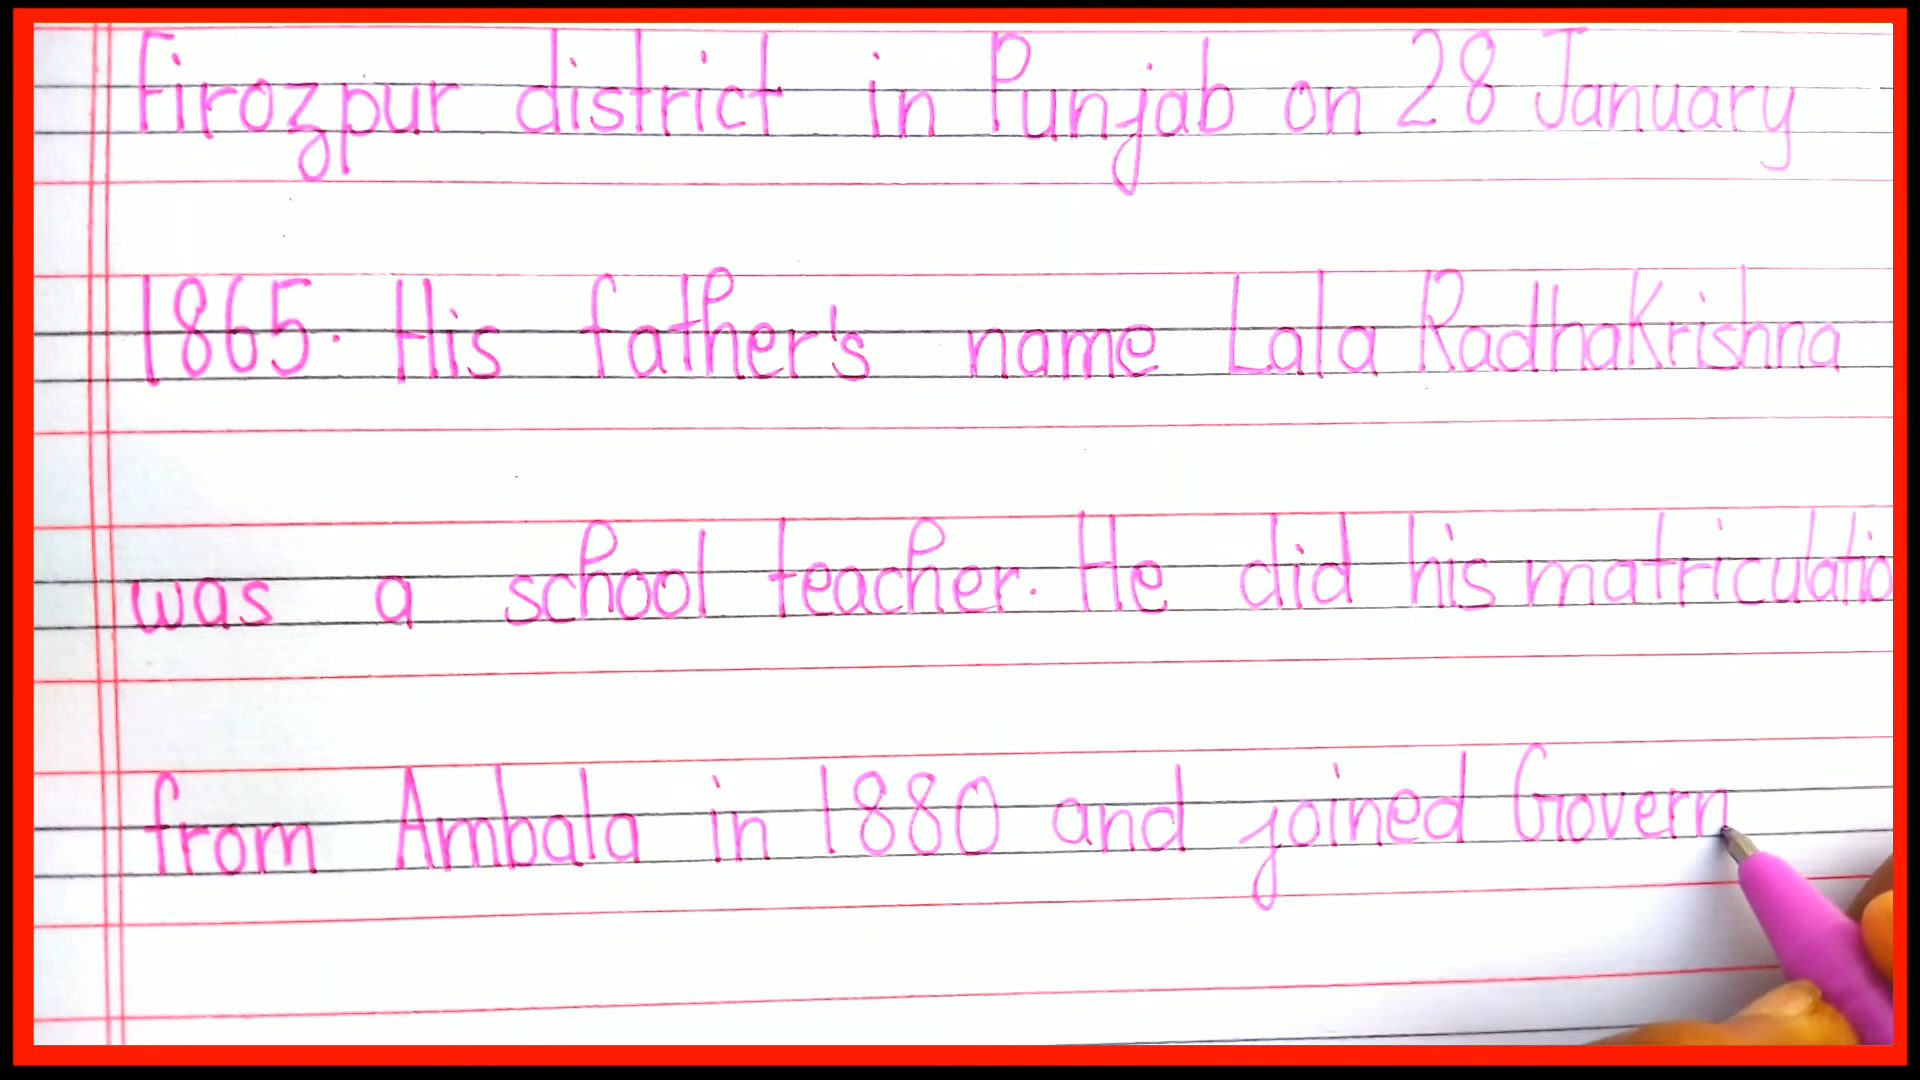 Firozpur district in Punjab on 28 January
1865. His father's name Lala RadhaKrishna
was a school teacher. He did his matriculatio
from Ambala in 1880 and joined Govern